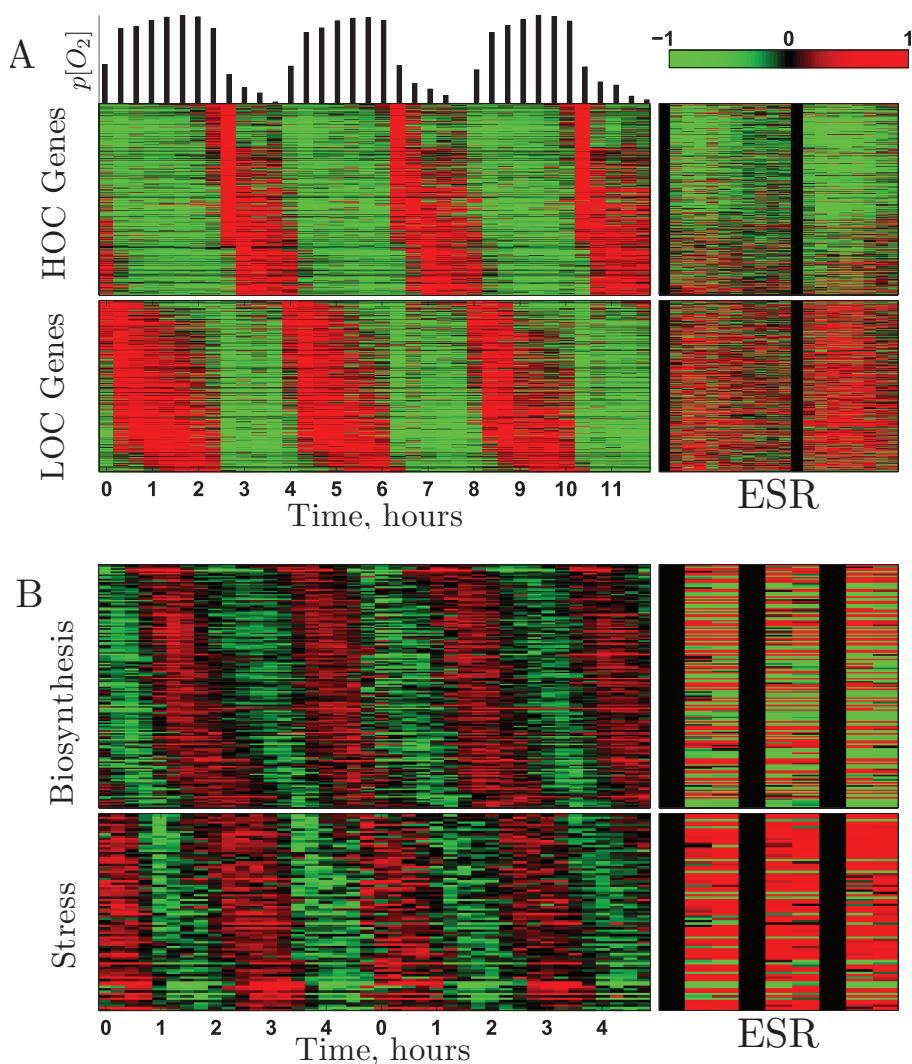 A
p[O₂]
−1 0 1
HOC Genes
LOC Genes
0 1 2 3 4 5 6 7 8 9 10 11
Time, hours
ESR
B
Biosynthesis
Stress
0 1 2 3 4 0 1 2 3 4
Time, hours
ESR